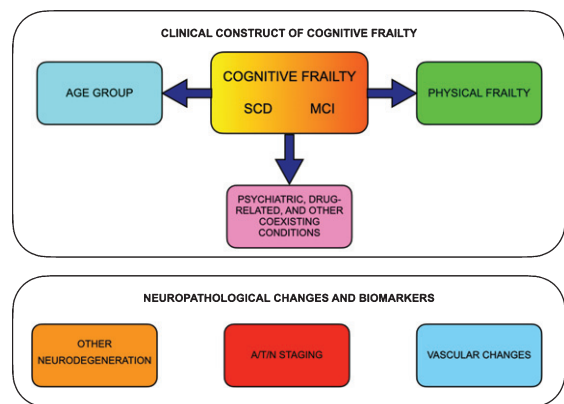 CLINICAL CONSTRUCT OF COGNITIVE FRAILTY
COGNITIVE FRAILTY
AGE GROUP
PHYSICAL FRAILTY
SCD MCI
PSYCHIATRIC, DRUG-
RELATED, AND OTHER
COEXISTING
CONDITIONS
NEUROPATHOLOGICAL CHANGES AND BIOMARKERS
OTHER
NEURODEGENERATION
A/T/N STAGING
VASCULAR CHANGES